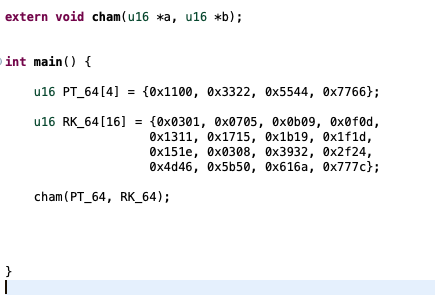 extern void cham(u16 *a, u16 *b);
int main() {
u16 PT_64[4] = {0x1100, 0x3322, 0x5544, 0x7766};
u16 RK_64[16] = {0x0301, 0x0705, 0x0b09, 0x0f0d,
0x1311, 0x1715, 0x1b19, 0x1f1d,
0x151e, 0x0308, 0x3932, 0x2f24,
0x4d46, 0x5b50, 0x616a, 0x777c};
cham(PT_64, RK_64);
}